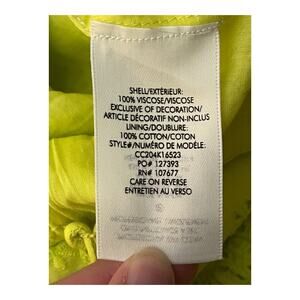 SHELL/EXTÉRIEUR:
100% VISCOSE/VISCOSE
EXCLUSIVE OF DECORATION/
ARTICLE DÉCORATIF NON-INCLUS
LINING/DOUBLURE:
100% COTTON/COTON
STYLE#/NUMÉRO DE MODÈLE:
CC204K16523
PO# 127393
RN# 107677
CARE ON REVERSE
ENTRETIEN AU VERSO